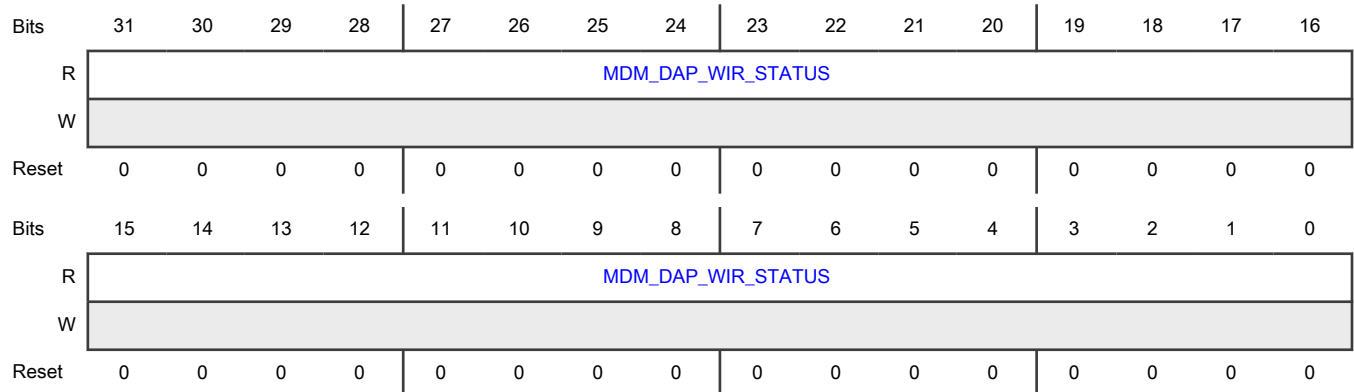 Bits 31 30 29 28 27 26 25 24 23 22 21 20 19 18 17 16
R MDM_DAP_WIR_STATUS
W
Reset 0 0 0 0 0 0 0 0 0 0 0 0 0 0 0 0
Bits 15 14 13 12 11 10 9 8 7 6 5 4 3 2 1 0
R MDM_DAP_WIR_STATUS
W
Reset 0 0 0 0 0 0 0 0 0 0 0 0 0 0 0 0